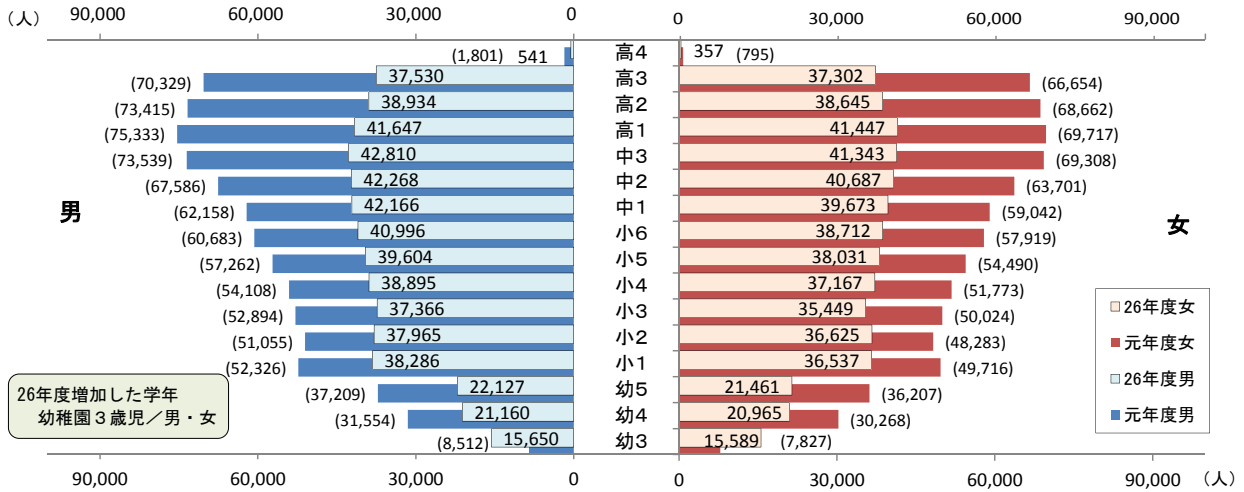 (人) 90,000 60,000 30,000 0 0 30,000 60,000 90,000
(1,801) 541 高4 357 (795)
(70,329) 37,530 高3 37,302 (66,654)
(73,415) 38,934 高2 38,645 (68,662)
(75,333) 41,647 高1 41,447 (69,717)
(73,539) 42,810 中3 41,343 (69,308)
(67,586) 42,268 中2 40,687 (63,701)
(62,158) 42,166 中1 39,673 (59,042)
男
(60,683) 40,996 小6 38,712 (57,919)
女
(57,262) 39,604 小5 38,031 (54,490)
(54,108) 38,895 小4 37,167 (51,773)
(52,894) 37,366 小3 35,449 (50,024)
(51,055) 37,965 小2 36,625 (48,283)
(52,326) 38,286 小1 36,537 (49,716)
(37,209) 22,127 幼5 21,461 (36,207)
(31,554) 21,160 幼4 20,965 (30,268)
(8,512) 15,650 幼3 15,589 (7,827)
26年度増加した学年
幼稚園3歳児/男・女
26年度女
元年度女
26年度男
元年度男
90,000 60,000 30,000 0 0 30,000 60,000 90,000 (人)